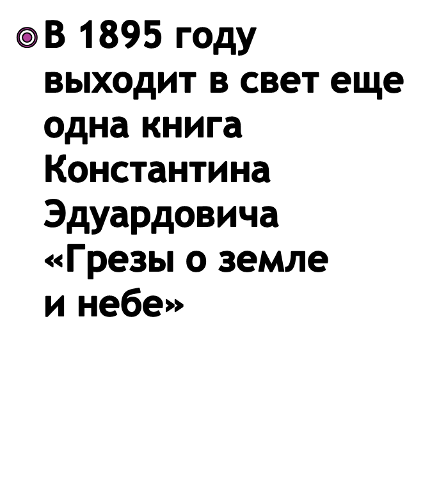 В 1895 году
выходит в свет еще
одна книга
Константина
Эдуардовича
«Грезы о земле
и небе»